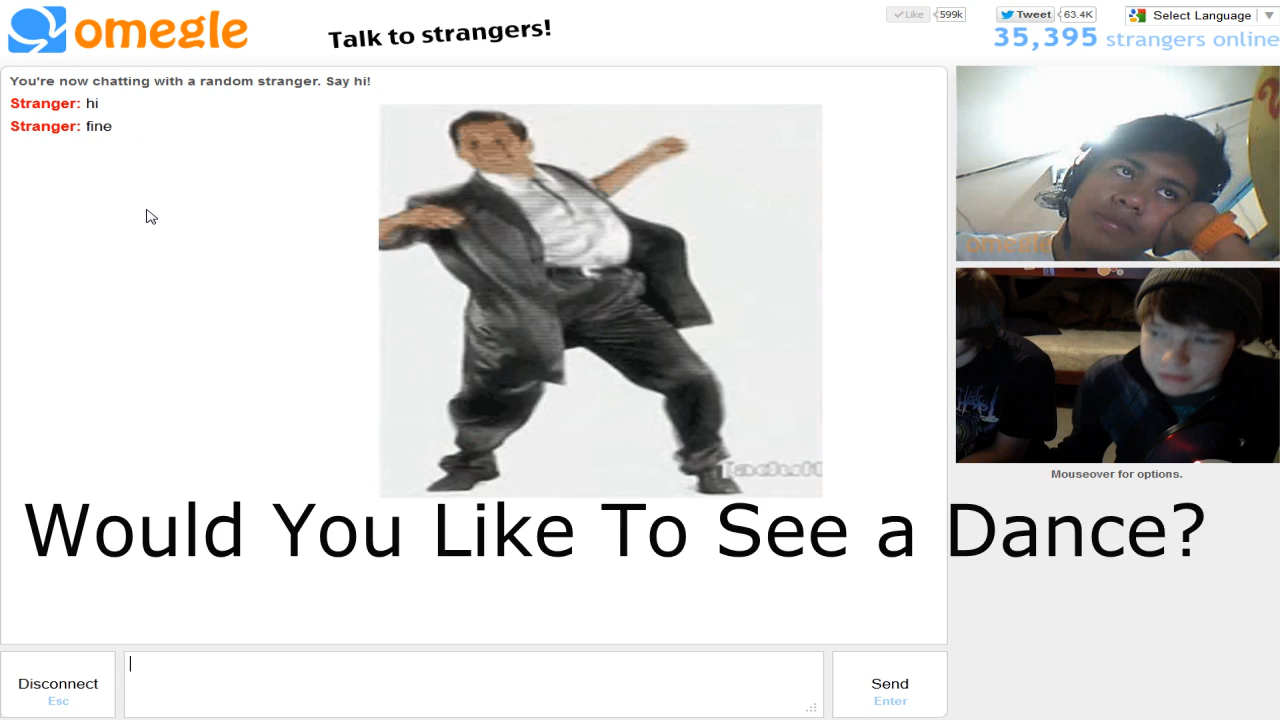 omegle
Talk to strangers!
Like 599k
Tweet 63.4K
Select Language
35,395 strangers online
You're now chatting with a random stranger. Say hi!
Stranger: hi
Stranger: fine
omegle
Mouseover for options.
Would You Like To See a Dance?
Disconnect
Esc
Send
Enter